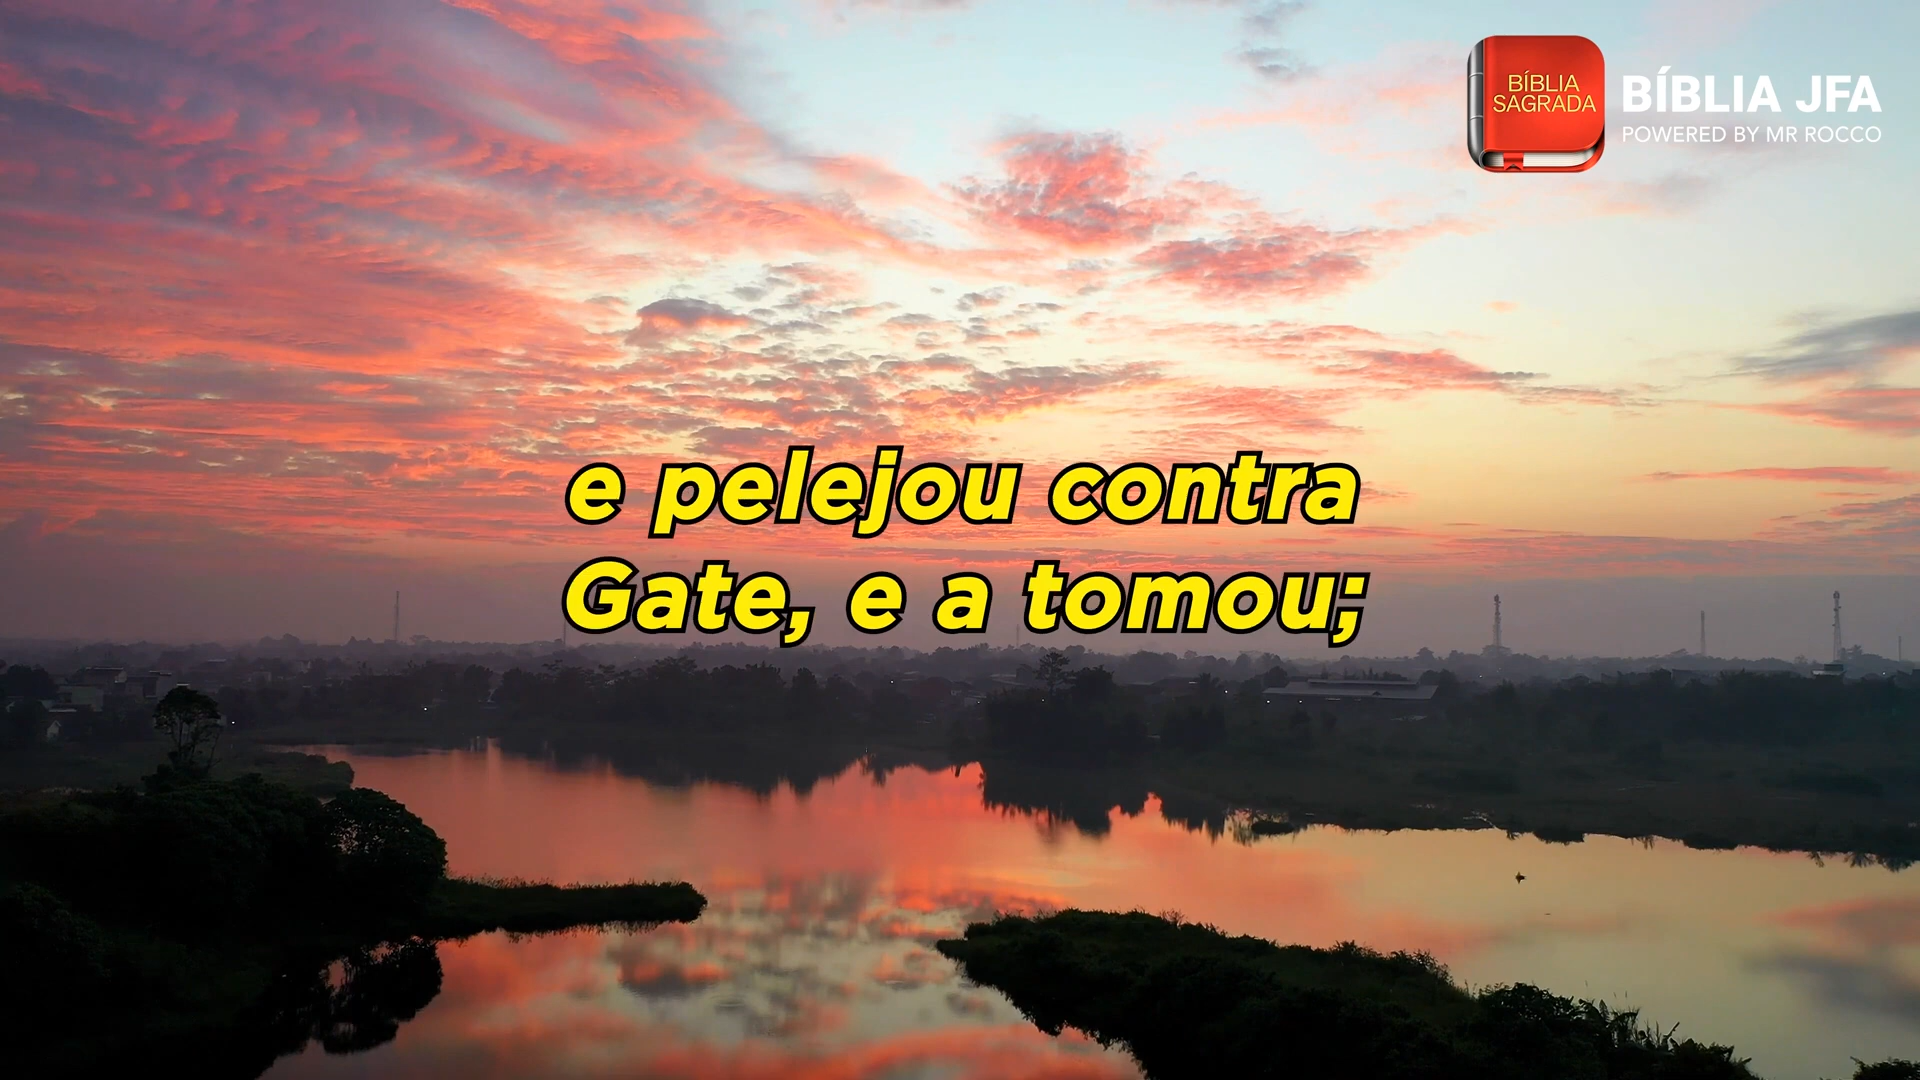 BÍBLIA
SAGRADA
BÍBLIA JFA
POWERED BY MR ROCCO
e pelejou contra
Gate, e a tomou;